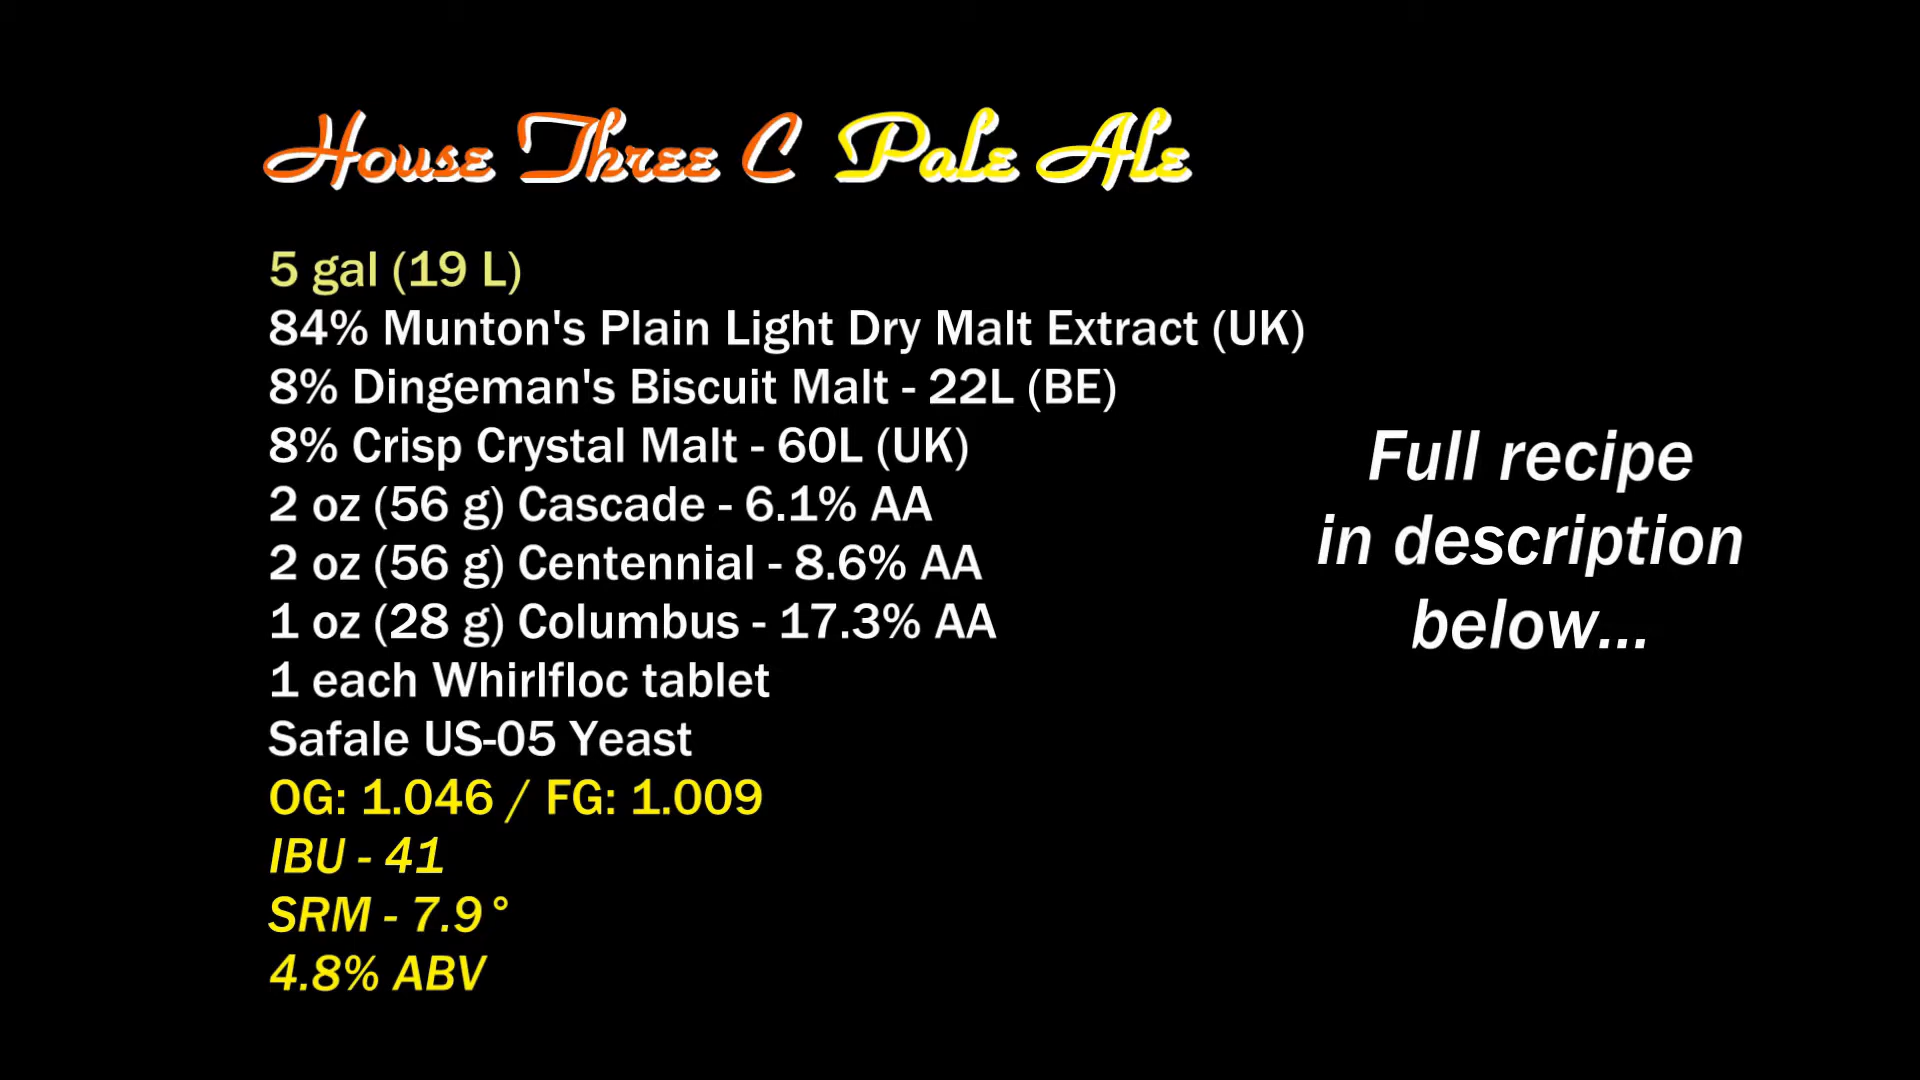 House Three C Pale Ale
5 gal (19 L)
84% Munton's Plain Light Dry Malt Extract (UK)
8% Dingeman's Biscuit Malt - 22L (BE)
8% Crisp Crystal Malt - 60L (UK)
2 oz (56 g) Cascade - 6.1% AA
2 oz (56 g) Centennial - 8.6% AA
1 oz (28 g) Columbus - 17.3% AA
1 each Whirlfloc tablet
Safale US-05 Yeast
OG: 1.046 / FG: 1.009
IBU - 41
SRM - 7.9°
4.8% ABV
Full recipe
in description
below...